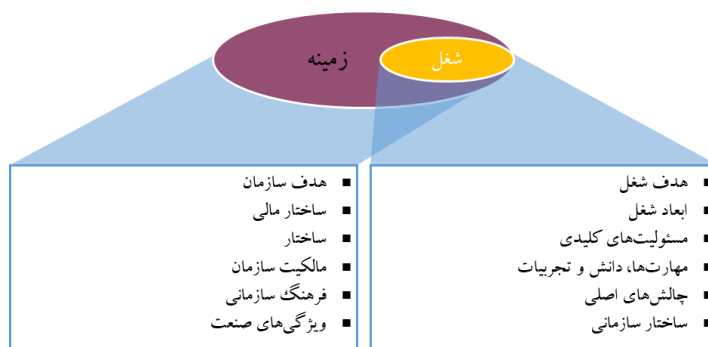 شغل
زمینه
هدف شغل
ابعاد شغل
مسئولیت‌های کلیدی
مهارت‌ها، دانش و تجربیات
چالش‌های اصلی
ساختار سازمانی
هدف سازمان
ساختار مالی
ساختار
مالکیت سازمان
فرهنگ سازمانی
ویژگی‌های صنعت